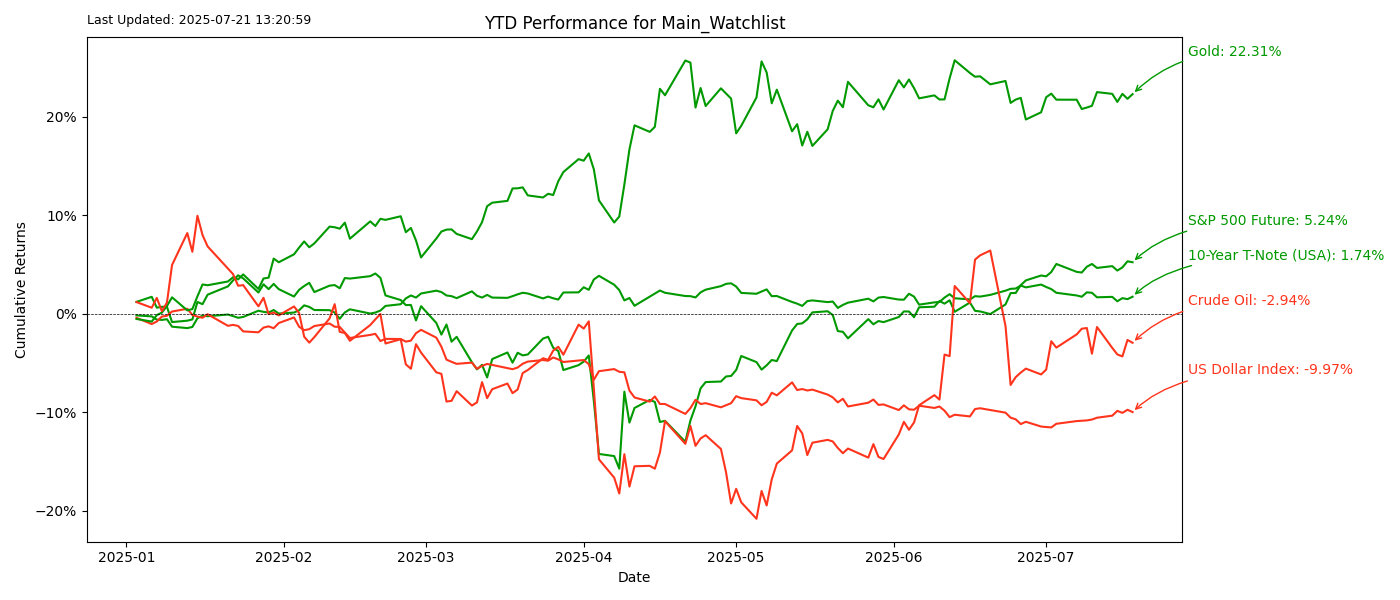 Last Updated: 2025-07-21 13:20:59
YTD Performance for Main_Watchlist
Gold: 22.31%
S&P 500 Future: 5.24%
10-Year T-Note (USA): 1.74%
Crude Oil: -2.94%
US Dollar Index: -9.97%
Cumulative Returns
20%
10%
0%
−10%
−20%
2025-01
2025-02
2025-03
2025-04
2025-05
2025-06
2025-07
Date